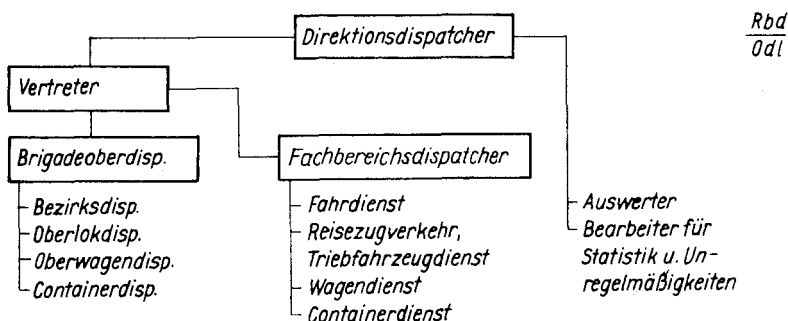 Direktionsdispatcher
Rbd
Odl
Vertreter
Brigadeoberdisp.
Bezirksdisp.
Oberlokdisp.
Oberwagendisp.
Containerdisp.
Fachbereichsdispatcher
Fahrdienst
Reisezugverkehr,
Triebfahrzeugdienst
Wagendienst
Containerdienst
Auswerter
Bearbeiter für
Statistik u. Un-
regelmäßigkeiten